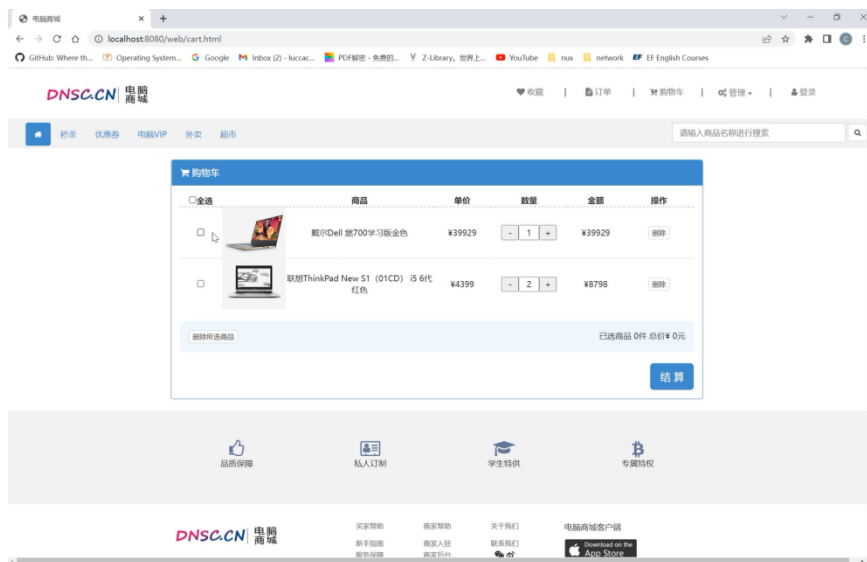 电脑商城
localhost:8080/web/cart.html
GitHub: Where th... Operating System... Google Inbox (2) - luccac... PDF解密 - 免费的... Z-Library。世界上... YouTube nus network EF English Courses
DNSC.CN 电脑商城
收藏 | 订单 | 购物车 | 管理 | 登录
秒杀 优惠券 电脑VIP 外卖 超市 请输入商品名称进行搜索
购物车
全选 商品 单价 数量 金额 操作
戴尔Dell 燃700学习版金色 ¥39929 - 1 + ¥39929 删除
联想ThinkPad New S1（01CD） i5 6代
红色 ¥4399 - 2 + ¥8798 删除
删除所选商品 已选商品 0件 总价¥ 0元
结 算
品质保障 私人订制 学生特供 专属特权
DNSC.CN 电脑商城
买家帮助 商家帮助 关于我们 电脑商城客户端
新手指南 商家入驻 联系我们
服务保障 商家后台
Download on the
App Store